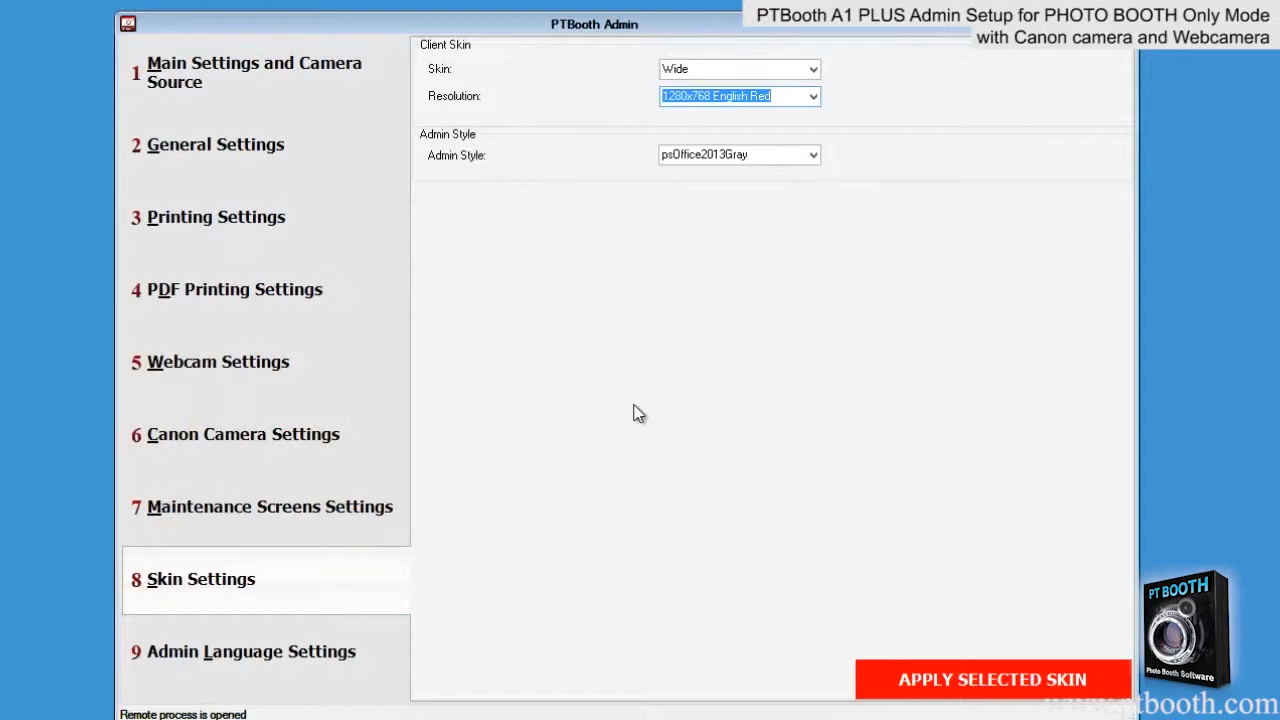 PTBooth Admin
PTBooth A1 PLUS Admin Setup for PHOTO BOOTH Only Mode
with Canon camera and Webcamera
1 Main Settings and Camera
Source
2 General Settings
3 Printing Settings
4 PDF Printing Settings
5 Webcam Settings
6 Canon Camera Settings
7 Maintenance Screens Settings
8 Skin Settings
9 Admin Language Settings
Client Skin
Skin: Wide
Resolution: 1280x768 English Red
Admin Style
Admin Style: psOffice2013Gray
APPLY SELECTED SKIN
PT BOOTH
Photo Booth Software
www.ptbooth.com
Remote process is opened